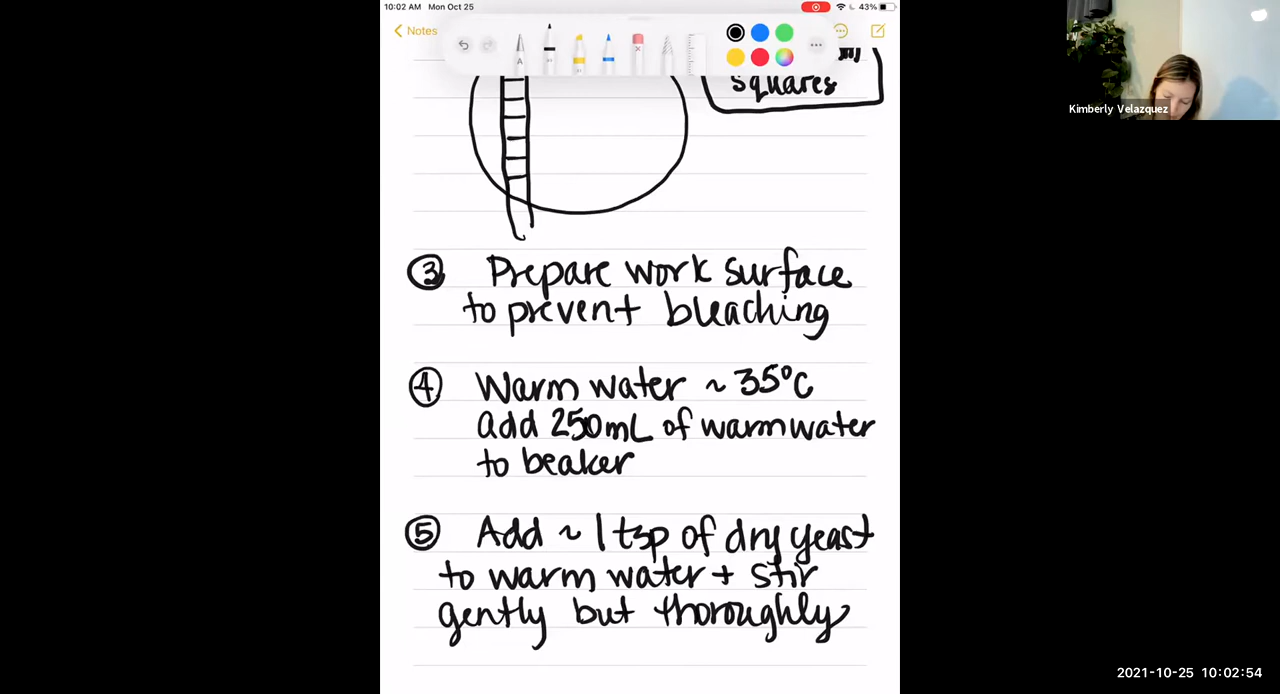 10:02 AM Mon Oct 25
43%
Notes
A
Squares
Kimberly Velazquez
③ Prepare work surface
to prevent bleaching
④ Warm water ~ 35°C
add 250mL of warm water
to beaker
⑤ Add ~ 1 tsp of dry yeast
to warm water + stir
gently but thoroughly
2021-10-25 10:02:54